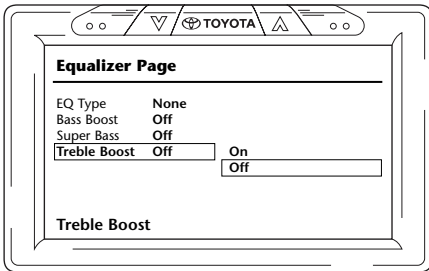 TOYOTA
Equalizer Page
EQ Type None
Bass Boost Off
Super Bass Off
Treble Boost Off On
Off
Treble Boost